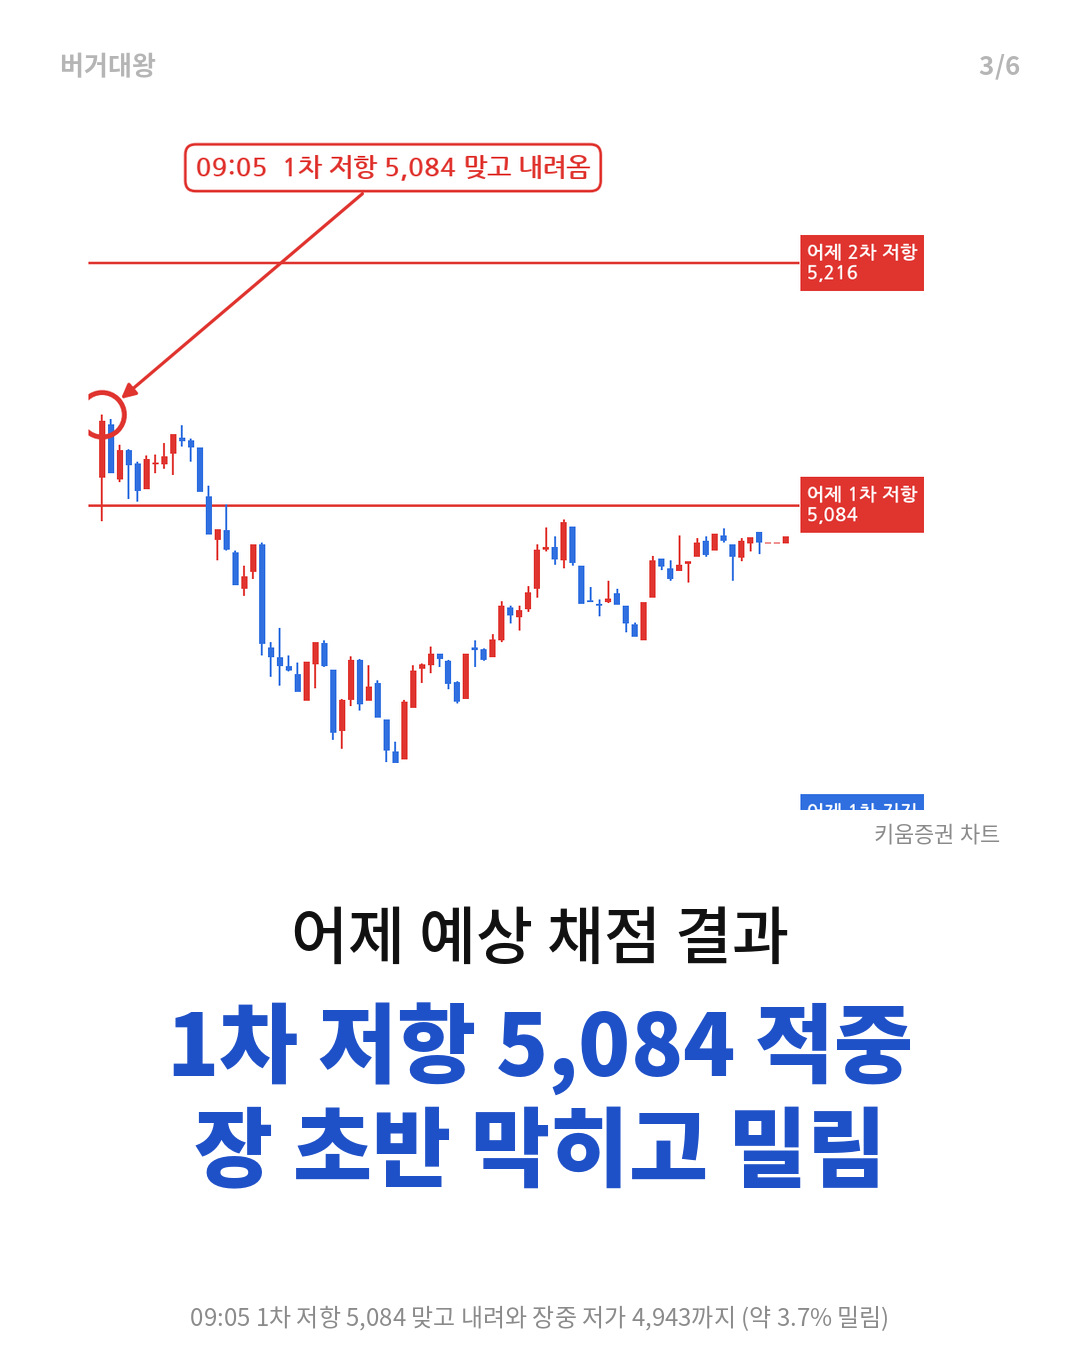 버거대왕
3/6
09:05 1차 저항 5,084 맞고 내려옴
어제 2차 저항
5,216
어제 1차 저항
5,084
어제 1차
키움증권 차트
어제 예상 채점 결과
1차 저항 5,084 적중
장 초반 막히고 밀림
09:05 1차 저항 5,084 맞고 내려와 장중 저가 4,943까지 (약 3.7% 밀림)